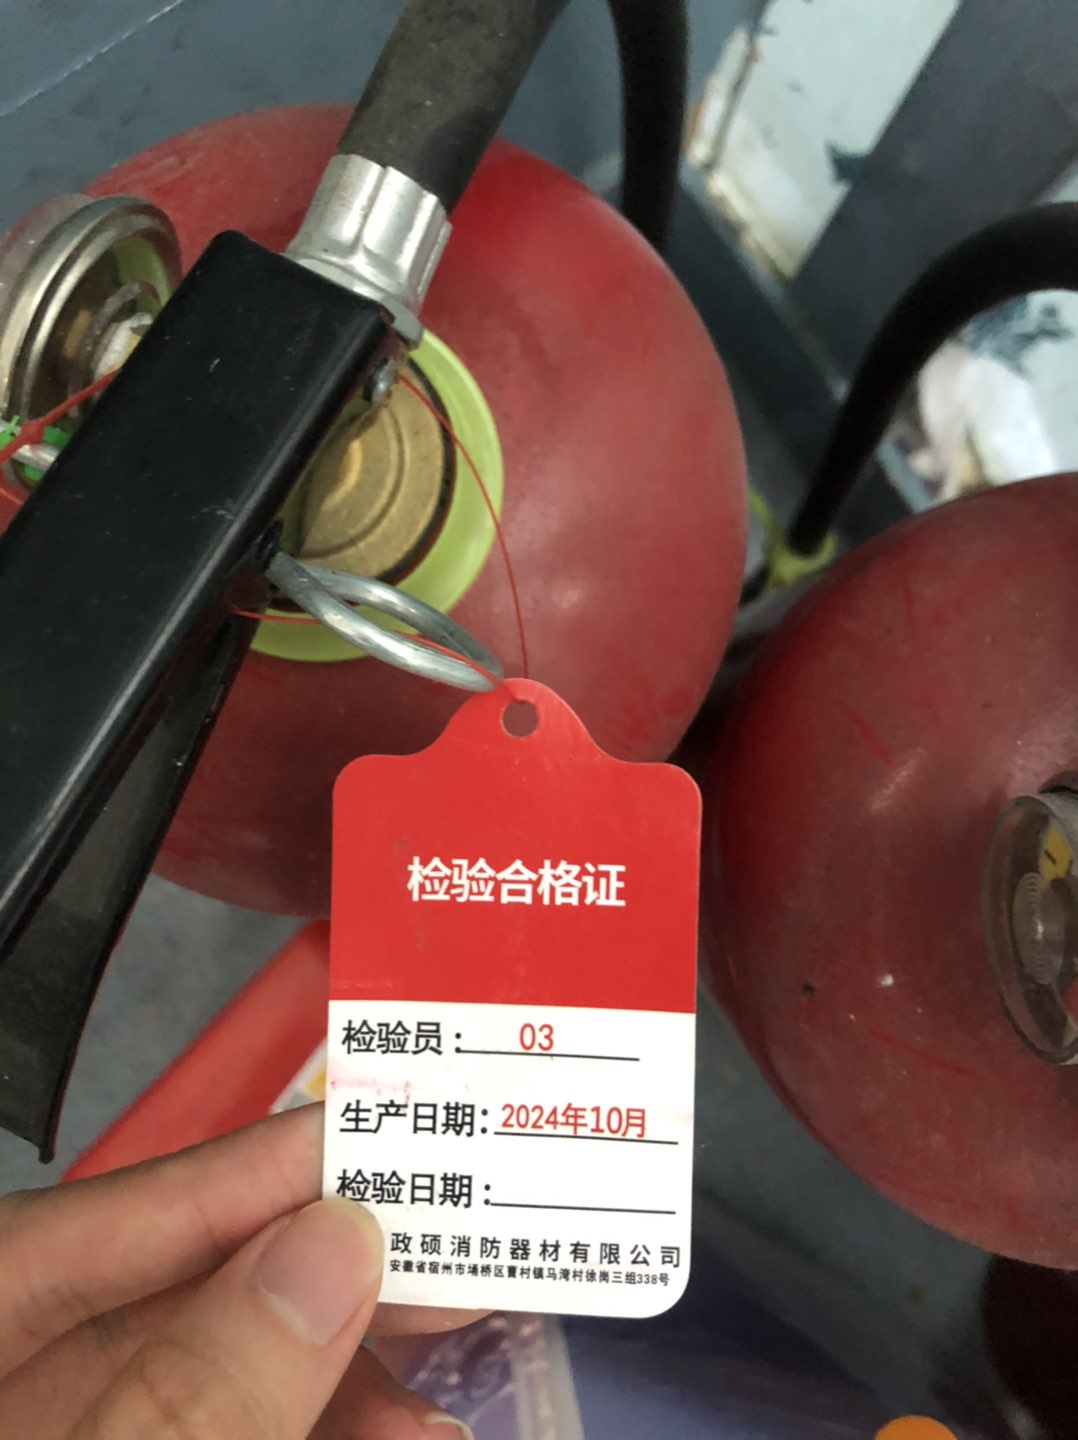 检验合格证
检验员：03
生产日期：2024年10月
检验日期：
政硕消防器材有限公司
安徽省宿州市埇桥区曹村镇马湾村徐岗三组338号